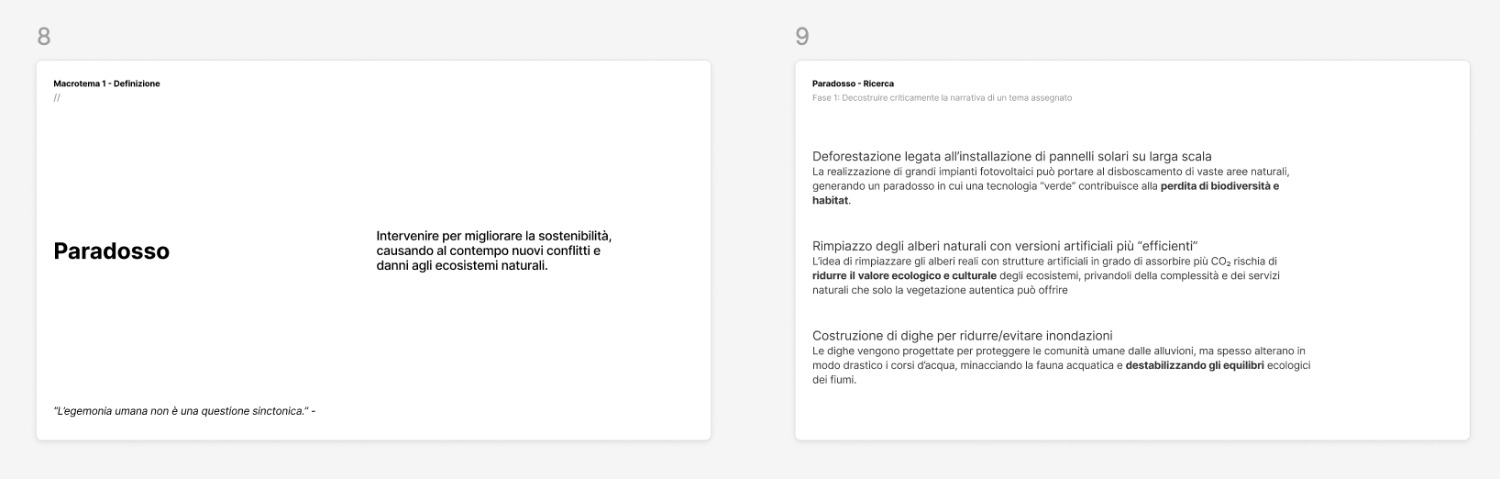 8
Macrotema 1 - Definizione
//
Paradosso
Intervenire per migliorare la sostenibilità,
causando al contempo nuovi conflitti e
danni agli ecosistemi naturali.
“L’egemonia umana non è una questione sinctonica.” -
9
Paradosso - Ricerca
Fase 1: Decostruire criticamente la narrativa di un tema assegnato
Deforestazione legata all’installazione di pannelli solari su larga scala
La realizzazione di grandi impianti fotovoltaici può portare al disboscamento di vaste aree naturali,
generando un paradosso in cui una tecnologia “verde” contribuisce alla perdita di biodiversità e
habitat.
Rimpiazzo degli alberi naturali con versioni artificiali più “efficienti”
L’idea di rimpiazzare gli alberi reali con strutture artificiali in grado di assorbire più CO₂ rischia di
ridurre il valore ecologico e culturale degli ecosistemi, privandoli della complessità e dei servizi
naturali che solo la vegetazione autentica può offrire
Costruzione di dighe per ridurre/evitare inondazioni
Le dighe vengono progettate per proteggere le comunità umane dalle alluvioni, ma spesso alterano in
modo drastico i corsi d’acqua, minacciando la fauna acquatica e destabilizzando gli equilibri ecologici
dei fiumi.